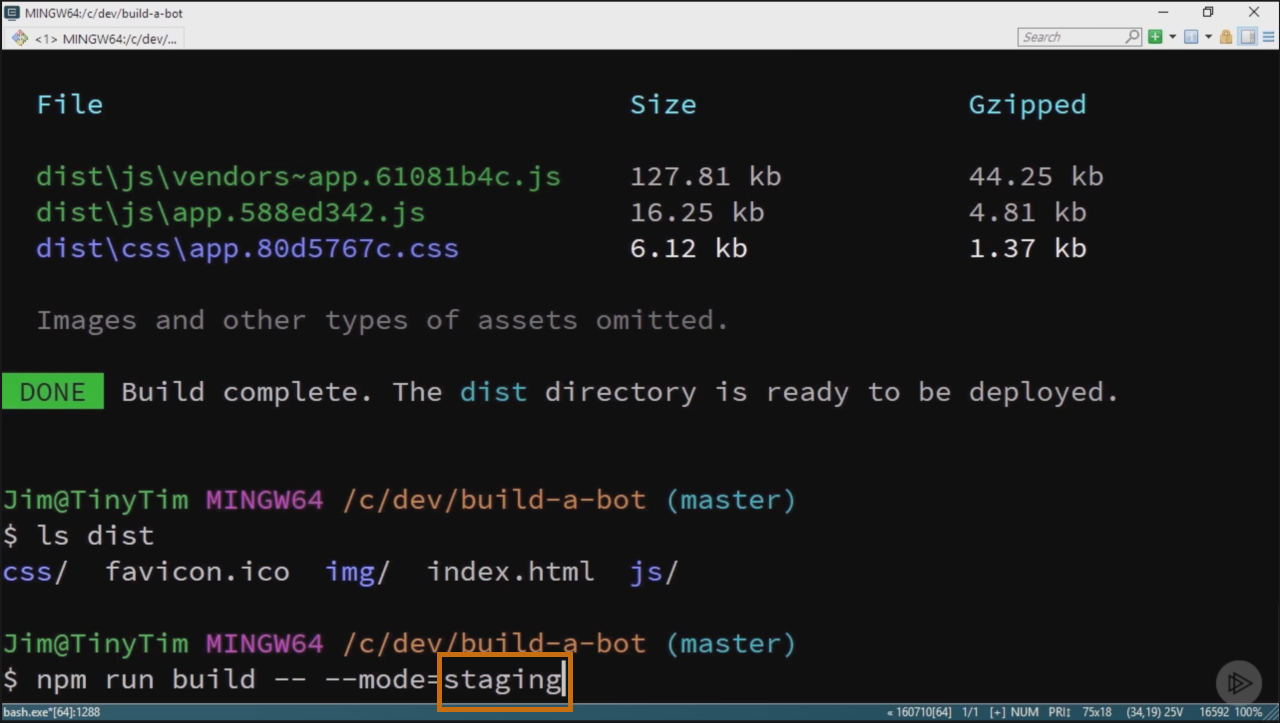 MINGW64:/c/dev/build-a-bot
<1> MINGW64:/c/dev/...
Search
File Size Gzipped
dist\js\vendors~app.61081b4c.js 127.81 kb 44.25 kb
dist\js\app.588ed342.js 16.25 kb 4.81 kb
dist\css\app.80d5767c.css 6.12 kb 1.37 kb
Images and other types of assets omitted.
DONE Build complete. The dist directory is ready to be deployed.
Jim@TinyTim MINGW64 /c/dev/build-a-bot (master)
$ ls dist
css/ favicon.ico img/ index.html js/
Jim@TinyTim MINGW64 /c/dev/build-a-bot (master)
$ npm run build -- --mode=staging
bash.exe*[64]:1288 « 160710[64] 1/1 [+] NUM PRI↕ 75x18 (34,19) 25V 16592 100%